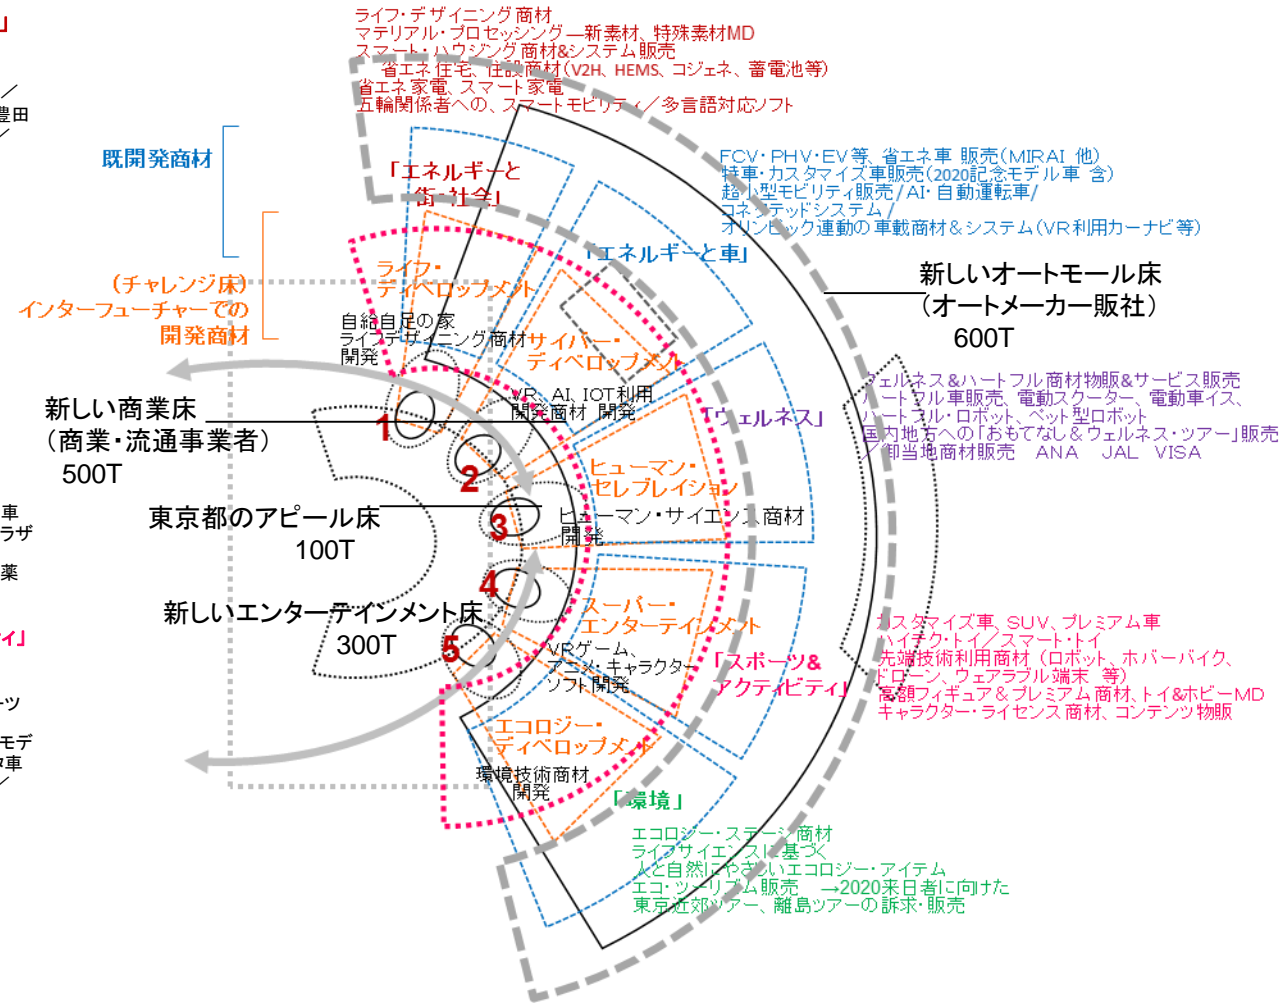 」
／
豊田
／
車
ラザ
薬
ィ」
ーツ
モデ
タ車
／
ライフ・デザイニング商材
マテリアル・プロセッシング―新素材、特殊素材MD
スマート・ハウジング商材&システム販売
省エネ住宅、住設商材(V2H、HEMS、コジェネ、蓄電池等)
省エネ家電、スマート家電
五輪関係者への、スマートモビリティ／多言語対応ソフト
既開発商材
(チャレンジ床)
インターフューチャーでの
開発商材
「エネルギーと
街・社会」
FCV・PHV・EV等、省エネ車 販売(MIRAI 他)
特車・カスタマイズ車販売(2020記念モデル車 含)
超小型モビリティ販売/AI・自動運転車/
コネクテッドシステム/
オリンピック連動の車載商材&システム(VR利用カーナビ等)
「エネルギーと車」
新しいオートモール床
(オートメーカー販社)
600T
ライフ・
ディベロップメント
自給自足の家
ライフデザイニング商材
開発
サイバー・
ディベロップメント
VR、AI、IOT利用
開発商材 開発
新しい商業床
(商業・流通事業者)
500T
1
2
3
4
5
「ウェルネス」
ウェルネス&ハートフル商材物販&サービス販売
ハートフル車販売、電動スクーター、電動車イス、
ハートフル・ロボット、ペット型ロボット
国内地方への「おもてなし&ウェルネス・ツアー」販売
／御当地商材販売 ANA JAL VISA
ヒューマン・
セレブレイション
ヒューマン・サイエンス商材
開発
東京都のアピール床
100T
新しいエンターテインメント床
300T
スーパー・
エンターテインメント
VRゲーム、
アニメ・キャラクター
ソフト開発
「スポーツ&
アクティビティ」
カスタマイズ車、SUV、プレミアム車
ハイテク・トイ／スマート・トイ
先端技術利用商材(ロボット、ホバーバイク、
ドローン、ウェアラブル端末 等)
高額フィギュア&プレミアム商材、トイ&ホビーMD
キャラクター・ライセンス商材、コンテンツ物販
エコロジー・
ディベロップメント
環境技術商材
開発
「環境」
エコロジー・ステージ商材
ライフサイエンスに基づく
人と自然にやさしいエコロジー・アイテム
エコ・ツーリズム販売 →2020来日者に向けた
東京近郊ツアー、離島ツアーの訴求・販売